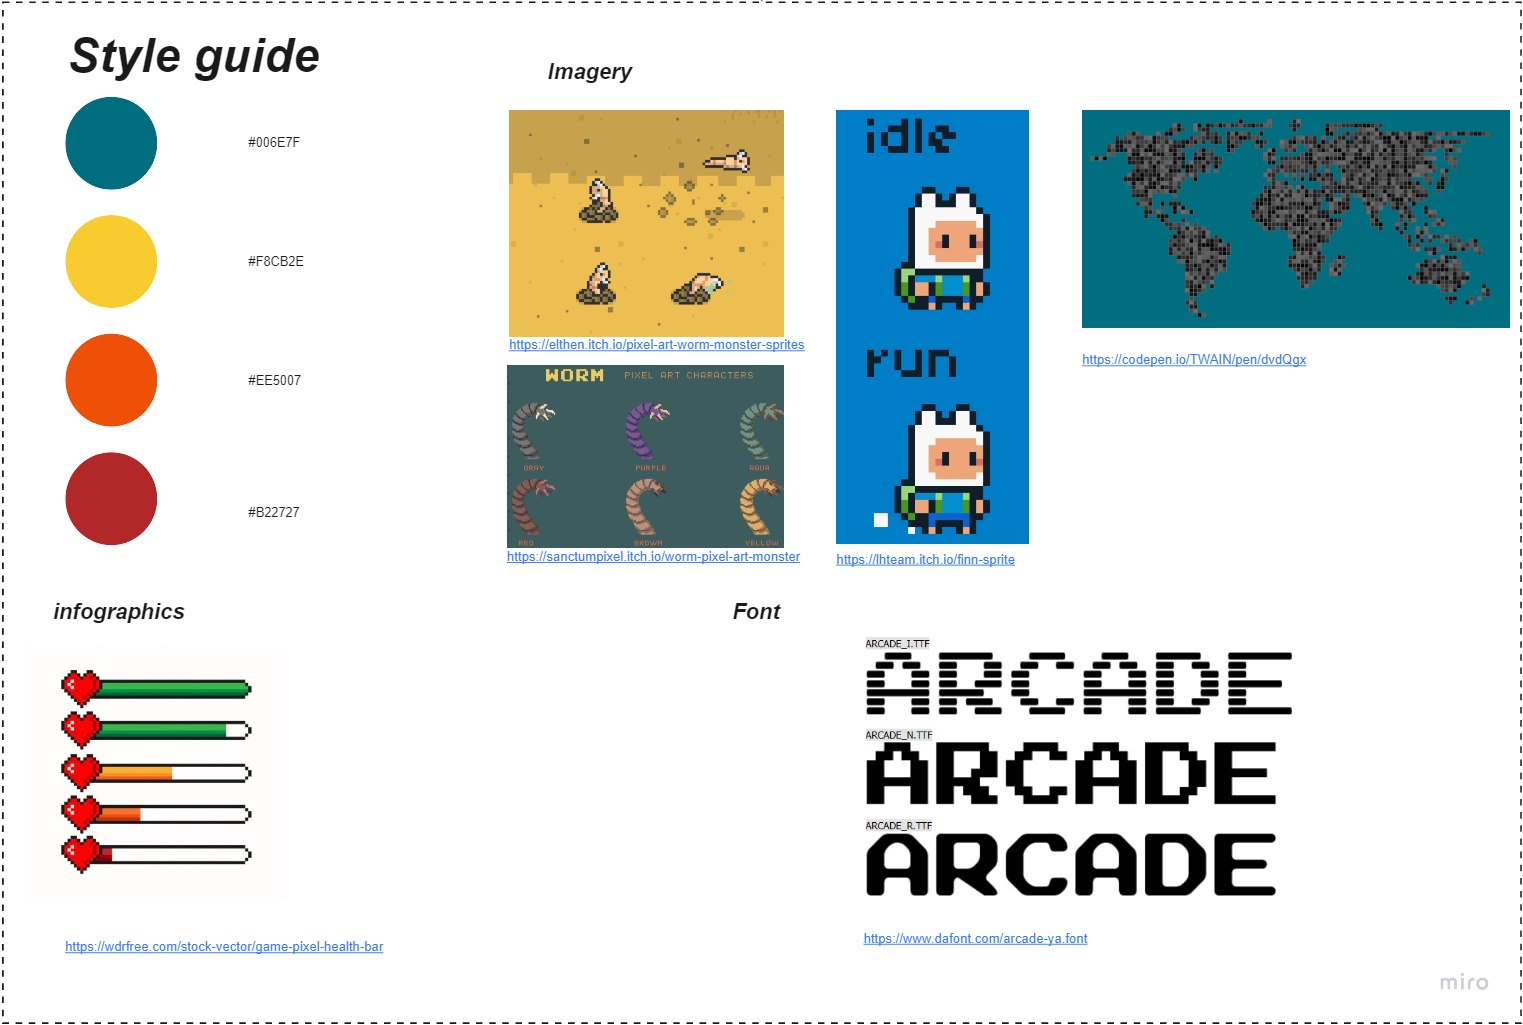 Style guide
#006E7F
#F8CB2E
#EE5007
#B22727
Imagery
https://elthen.itch.io/pixel-art-worm-monster-sprites
WORM PIXEL ART CHARACTERS
GRAY PURPLE AQUA
RED BROWN YELLOW
https://sanctumpixel.itch.io/worm-pixel-art-monster
idle
run
https://lhteam.itch.io/finn-sprite
https://codepen.io/TWAIN/pen/dvdQgx
infographics
https://wdrfree.com/stock-vector/game-pixel-health-bar
Font
ARCADE_I.TTF
ARCADE
ARCADE_N.TTF
ARCADE
ARCADE_R.TTF
ARCADE
https://www.dafont.com/arcade-ya.font
miro